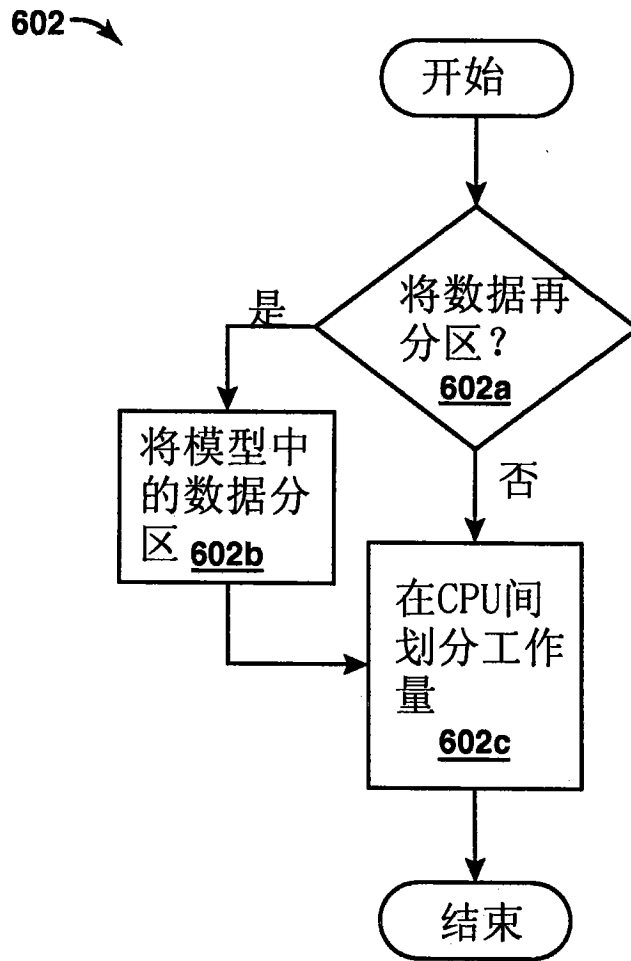 602
开始
将数据再
分区？
602a
是
否
将模型中
的数据分
区 602b
在CPU间
划分工作
量
602c
结束